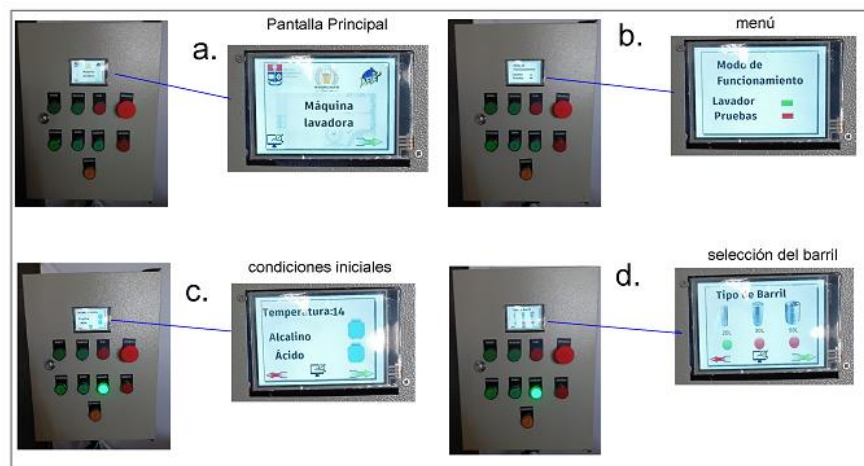 Pantalla Principal
a.
Máquina
lavadora
menú
b.
Modo de
Funcionamiento
Lavador
Pruebas
condiciones iniciales
c.
Temperatura:14
Alcalino
Ácido
selección del barril
d.
Tipo de Barril
20L 30L 50L